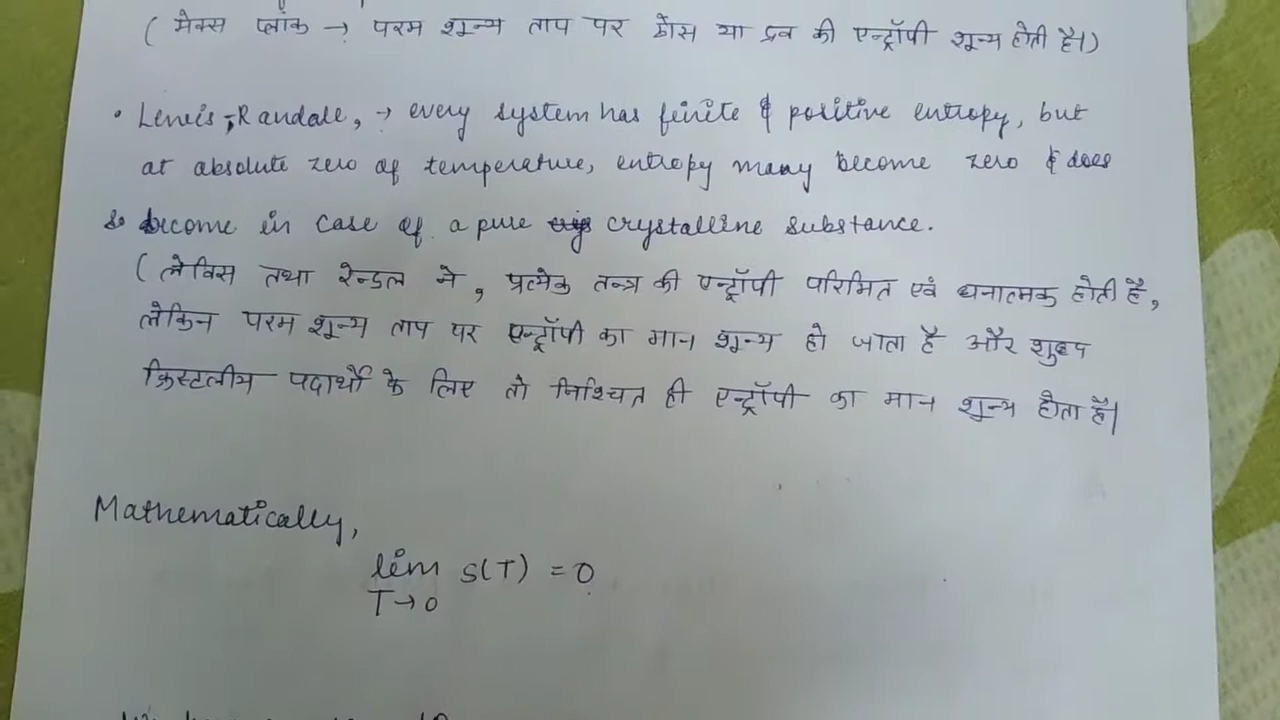 ( मेक्स प्लांक → परम शून्य ताप पर ठोस या द्रव की एन्ट्रॉपी शून्य होती है।)
• Lewis, Randale, → every system has finite & positive entropy, but
at absolute zero of temperature, entropy many become zero & does
so become in case of a pure crystalline substance.
( लेविस तथा रेन्डल ने, प्रत्येक तन्त्र की एन्ट्रॉपी परिमित एवं धनात्मक होती है,
लेकिन परम शून्य ताप पर एन्ट्रॉपी का मान शून्य हो जाता है और शुद्ध
क्रिस्टलीय पदार्थों के लिए तो निश्चित ही एन्ट्रॉपी का मान शून्य होता है।
Mathematically,
lim S(T) = 0
T→0